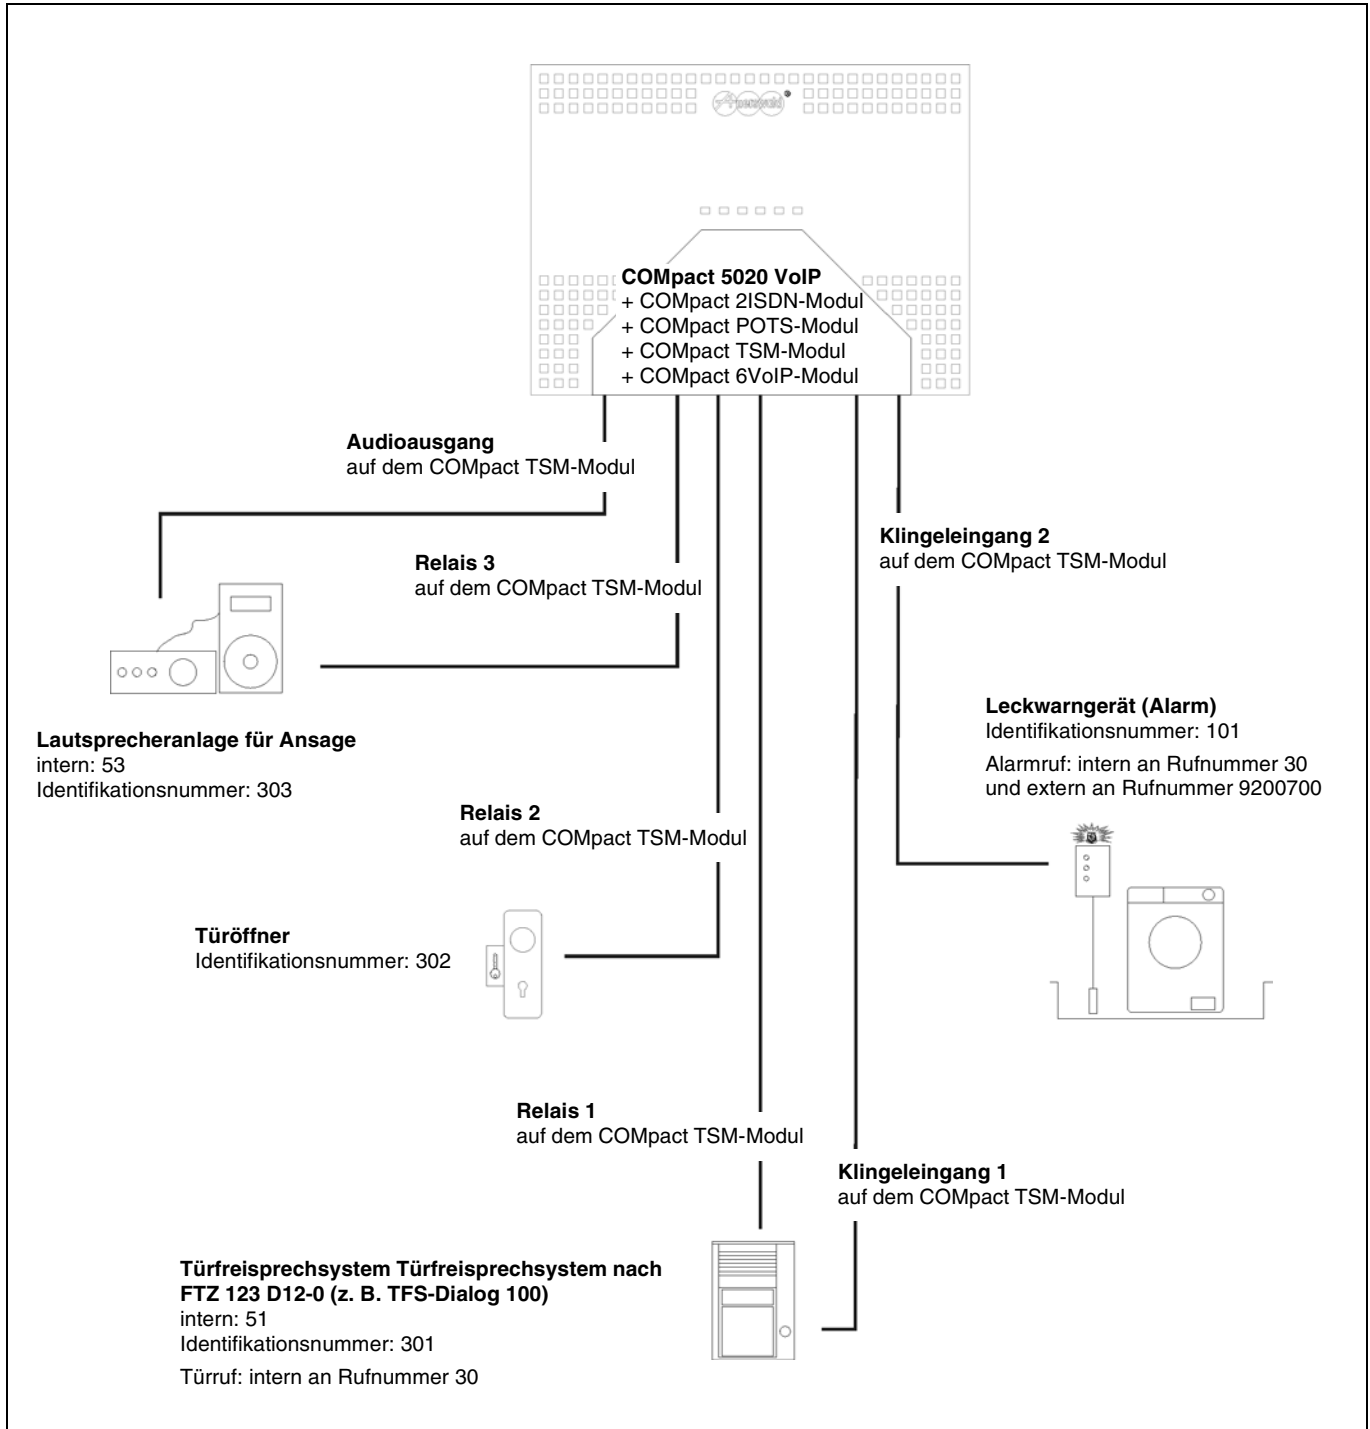 Auerswald®
COMpact 5020 VoIP
+ COMpact 2ISDN-Modul
+ COMpact POTS-Modul
+ COMpact TSM-Modul
+ COMpact 6VoIP-Modul
Audioausgang
auf dem COMpact TSM-Modul
Klingeleingang 2
auf dem COMpact TSM-Modul
Relais 3
auf dem COMpact TSM-Modul
Lautsprecheranlage für Ansage
intern: 53
Identifikationsnummer: 303
Leckwarngerät (Alarm)
Identifikationsnummer: 101
Alarmruf: intern an Rufnummer 30
und extern an Rufnummer 9200700
Relais 2
auf dem COMpact TSM-Modul
Türöffner
Identifikationsnummer: 302
Relais 1
auf dem COMpact TSM-Modul
Klingeleingang 1
auf dem COMpact TSM-Modul
Türfreisprechsystem Türfreisprechsystem nach
FTZ 123 D12-0 (z. B. TFS-Dialog 100)
intern: 51
Identifikationsnummer: 301
Türruf: intern an Rufnummer 30